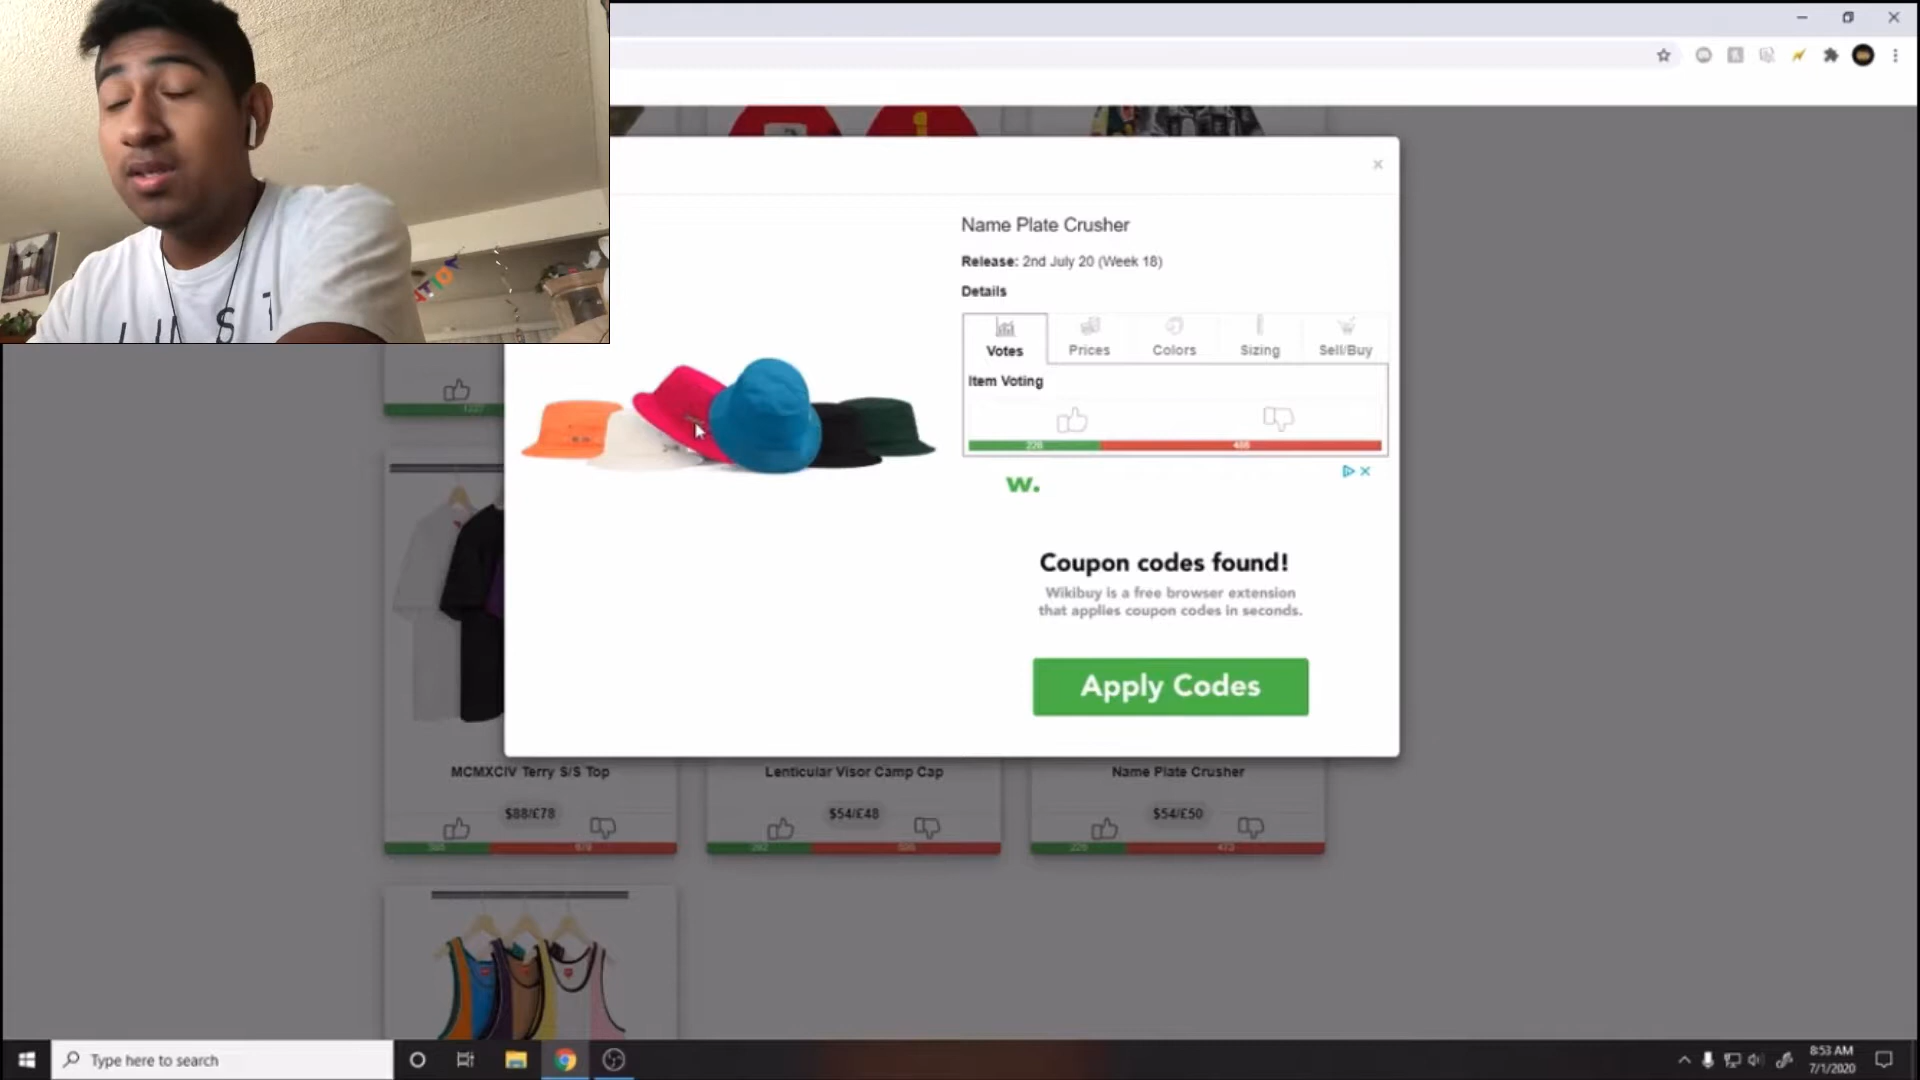 Name Plate Crusher
Release: 2nd July 20 (Week 18)
Details
Votes
Prices
Colors
Sizing
Sell/Buy
Item Voting
226
486
w.
Coupon codes found!
Wikibuy is a free browser extension
that applies coupon codes in seconds.
Apply Codes
MCMXCIV Terry S/S Top
Lenticular Visor Camp Cap
Name Plate Crusher
$88/£78
$54/£48
$54/£50
Type here to search
8:53 AM
7/1/2020